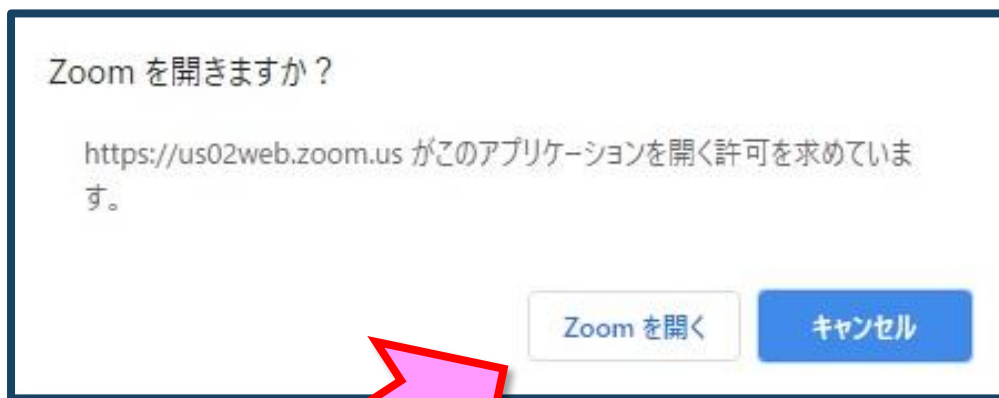 Zoom を開きますか？
https://us02web.zoom.us がこのアプリケーションを開く許可を求めていま
す。
Zoom を開く キャンセル